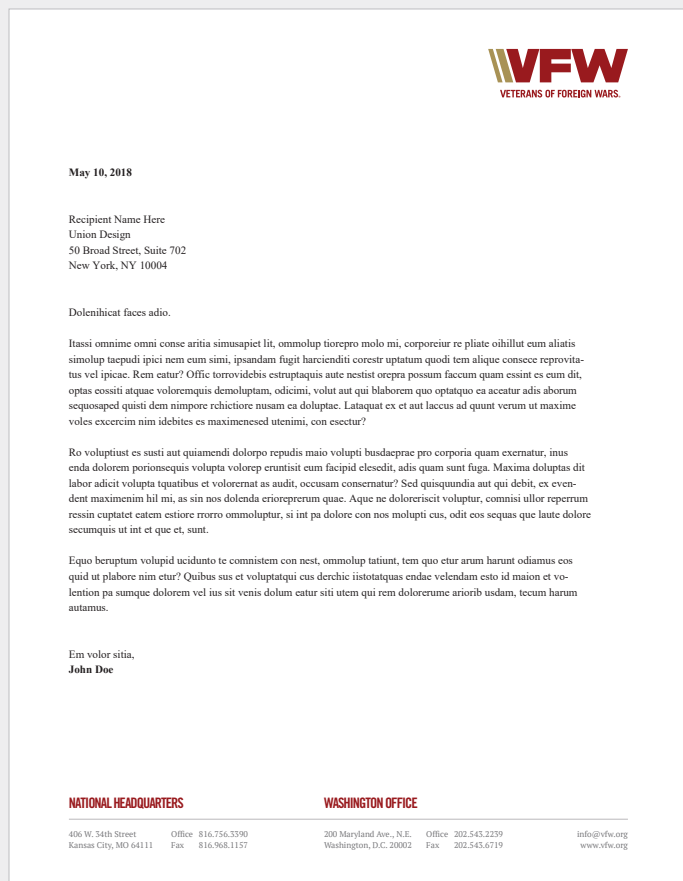 VFW
VETERANS OF FOREIGN WARS.
May 10, 2018
Recipient Name Here
Union Design
50 Broad Street, Suite 702
New York, NY 10004
Dolenihicat faces adio.
Itassi omnime omni conse aritia simusapiet lit, ommolup tiorepro molo mi, corporeiur re pliate oihillut eum aliatis
simolup taepudi ipici nem eum simi, ipsandam fugit harcienditi corestr uptatum quodi tem alique consece reprovita-
tus vel ipicae. Rem eatur? Offic torrovidebis estruptaquis aute nestist orepra possum faccum quam essint es eum dit,
optas eossiti atquae voloremquis demoluptam, odicimi, volut aut qui blaborem quo optatquo ea aceatur adis aborum
sequosaped quisti dem nimpore rchictiore nusam ea doluptae. Lataquat ex et aut laccus ad quunt verum ut maxime
voles excercim nim idebites es maximenesed utenimi, con esectur?
Ro voluptiust es susti aut quiamendi dolorpo repudis maio volupti busdaeprae pro corporia quam exernatur, inus
enda dolorem porionsequis volupta volorep eruntisit eum facipid elesedit, adis quam sunt fuga. Maxima doluptas dit
labor adicit volupta tquatibus et volorernat as audit, occusam consernatur? Sed quisquundia aut qui debit, ex even-
dent maximenim hil mi, as sin nos dolenda erioreprerum quae. Aque ne doloreriscit voluptur, comnisi ullor reperrum
ressin cuptatet eatem estiore rrorro ommoluptur, si int pa dolore con nos molupti cus, odit eos sequas que laute dolore
secumquis ut int et que et, sunt.
Equo beruptum volupid ucidunto te comnistem con nest, ommolup tatiunt, tem quo etur arum harunt odiamus eos
quid ut plabore nim etur? Quibus sus et voluptatqui cus derchic iistotatquas endae velendam esto id maion et vo-
lention pa sumque dolorem vel ius sit venis dolum eatur siti utem qui rem dolorerume ariorib usdam, tecum harum
autamus.
Em volor sitia,
John Doe
NATIONAL HEADQUARTERS
406 W. 34th Street Office 816.756.3390
Kansas City, MO 64111 Fax 816.968.1157
WASHINGTON OFFICE
200 Maryland Ave., N.E. Office 202.543.2239
Washington, D.C. 20002 Fax 202.543.6719
info@vfw.org
www.vfw.org